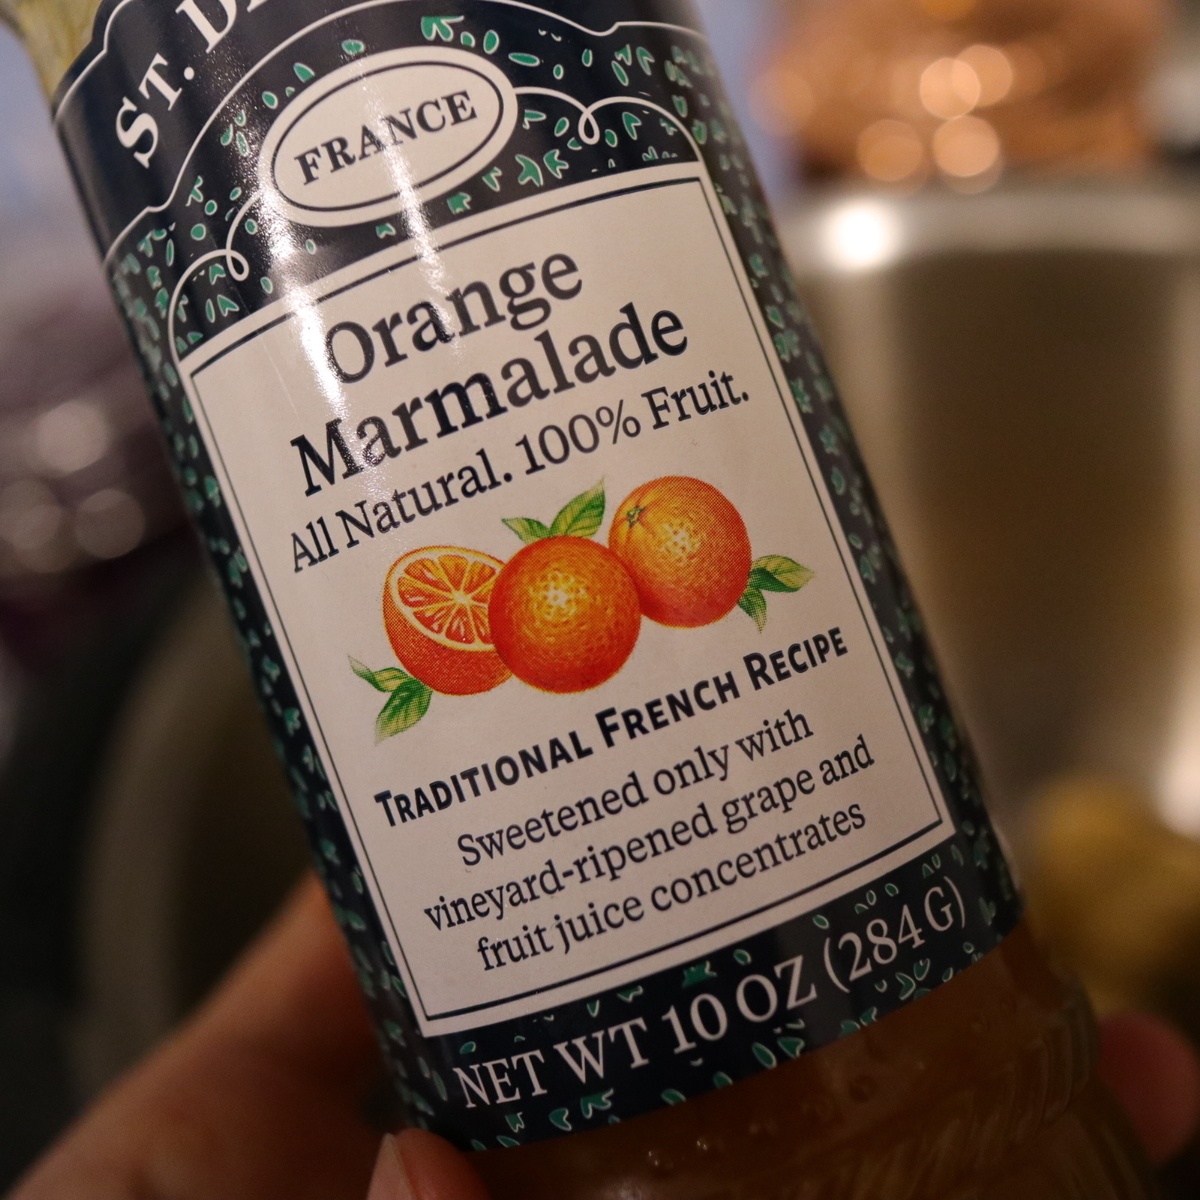 ST. D
FRANCE
Orange
Marmalade
All Natural. 100% Fruit.
TRADITIONAL FRENCH RECIPE
Sweetened only with
vineyard-ripened grape and
fruit juice concentrates
NET WT 10 OZ (284 G)